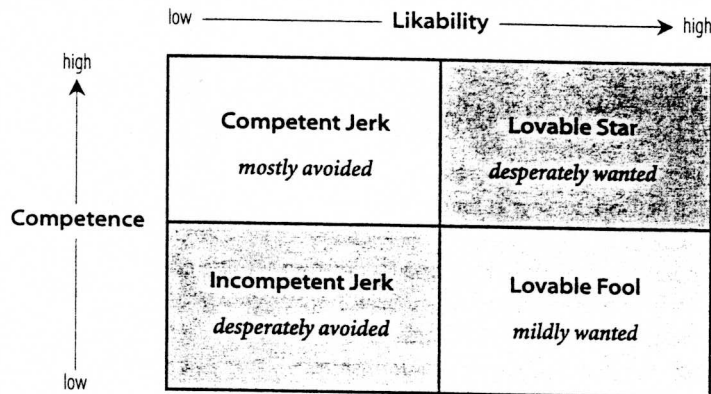 low Likability high
high
Competent Jerk Lovable Star
mostly avoided desperately wanted
Competence
Incompetent Jerk Lovable Fool
desperately avoided mildly wanted
low